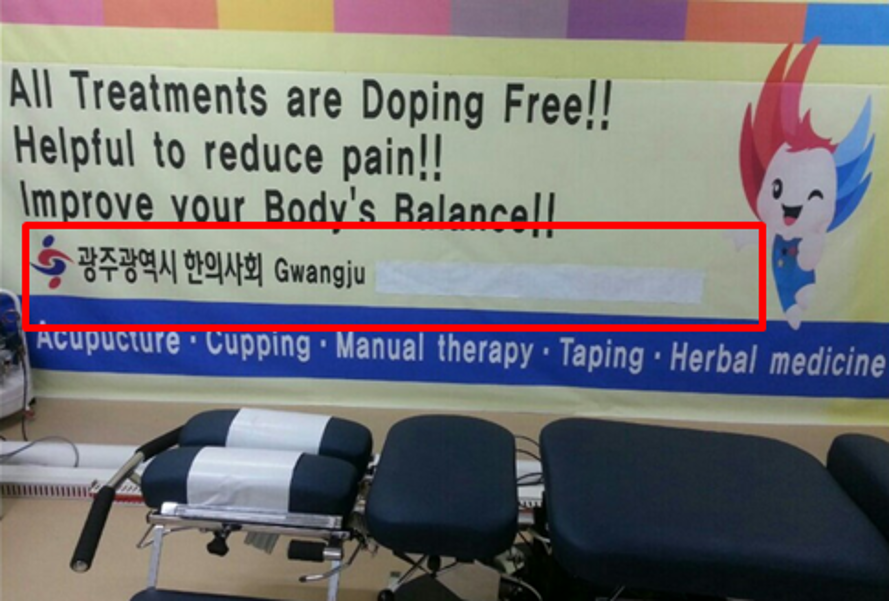 All Treatments are Doping Free!!
Helpful to reduce pain!!
Improve your Body's Balance!!
광주광역시 한의사회 Gwangju
Acupucture · Cupping · Manual therapy · Taping · Herbal medicine